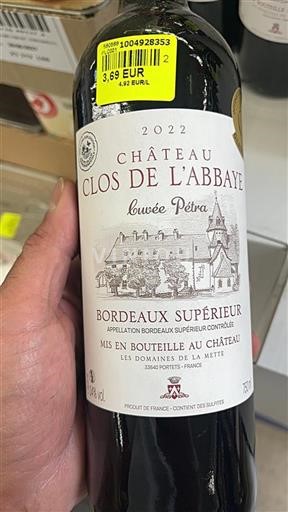 1004928353
2
3,69 EUR
4,92 EUR/L
2022
CHÂTEAU
CLOS DE L'ABBAYE
Cuvée Pétra
BORDEAUX SUPÉRIEUR
APPELLATION BORDEAUX SUPÉRIEUR CONTRÔLÉE
MIS EN BOUTEILLE AU CHÂTEAU
LES DOMAINES DE LA METTE
33640 PORTETS - FRANCE
PRODUIT DE FRANCE - CONTIENT DES SULFITES